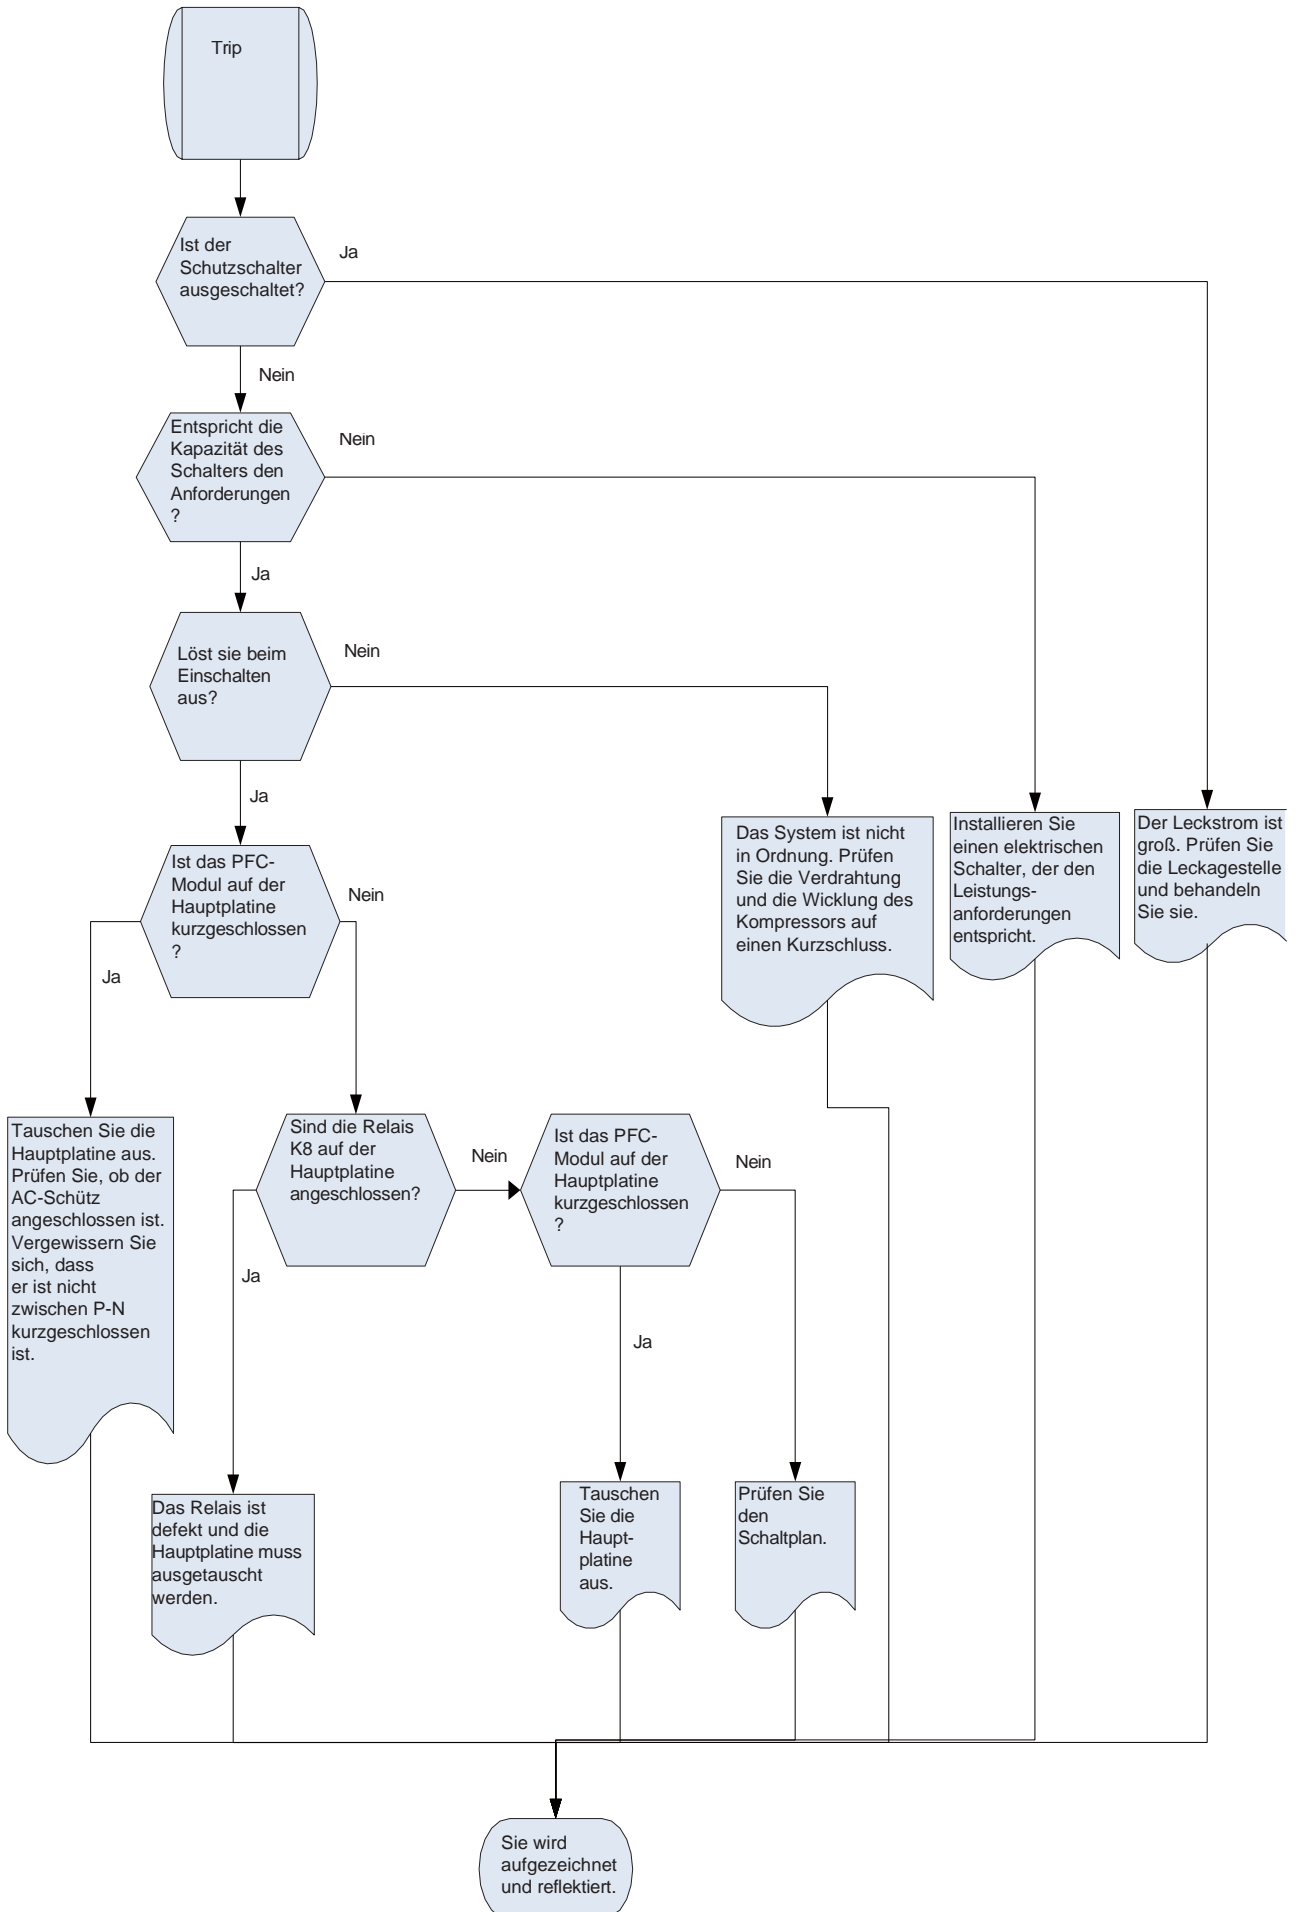 Trip
Ist der
Schutzschalter
ausgeschaltet?
Ja
Nein
Entspricht die
Kapazität des
Schalters den
Anforderungen
?
Nein
Ja
Löst sie beim
Einschalten
aus?
Nein
Ja
Ist das PFC-
Modul auf der
Hauptplatine
kurzgeschlossen
?
Nein
Ja
Das System ist nicht
in Ordnung. Prüfen
Sie die Verdrahtung
und die Wicklung des
Kompressors auf
einen Kurzschluss.
Installieren Sie
einen elektrischen
Schalter, der den
Leistungs-
anforderungen
entspricht.
Der Leckstrom ist
groß. Prüfen Sie
die Leckagestelle
und behandeln
Sie sie.
Tauschen Sie die
Hauptplatine aus.
Prüfen Sie, ob der
AC-Schütz
angeschlossen ist.
Vergewissern Sie
sich, dass
er ist nicht
zwischen P-N
kurzgeschlossen
ist.
Sind die Relais
K8 auf der
Hauptplatine
angeschlossen?
Nein
Ja
Ist das PFC-
Modul auf der
Hauptplatine
kurzgeschlossen
?
Nein
Ja
Das Relais ist
defekt und die
Hauptplatine muss
ausgetauscht
werden.
Tauschen
Sie die
Haupt-
platine
aus.
Prüfen Sie
den
Schaltplan.
Sie wird
aufgezeichnet
und reflektiert.